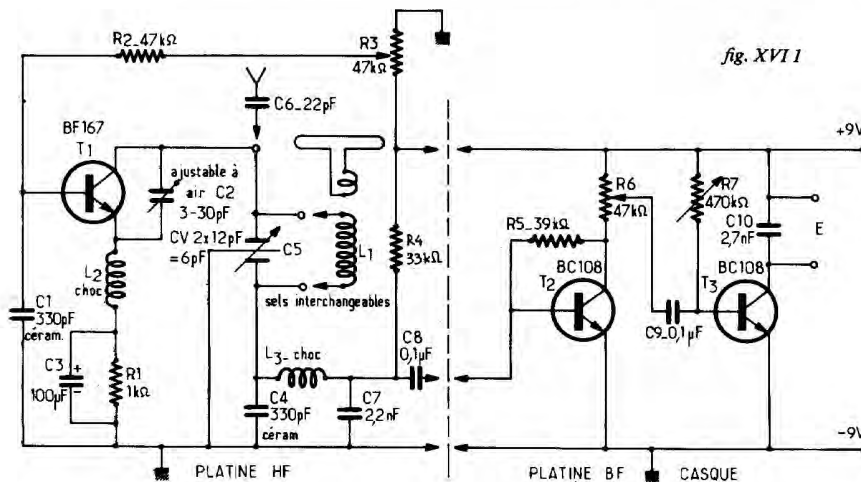 fig. XVI 1
R2_47kΩ
R3
47kΩ
C6_22pF
BF167
T1
ajustable à
air C2
3-30pF
CV 2x12pF
=6pF
C5
L1
sels interchangeables
R4
33kΩ
L2
choc
C1
330pF
céram.
C3
100µF
R1
1kΩ
L3_ choc
C4
330pF
céram
C7
2,2nF
C8
0,1µF
PLATINE HF
+9V
R6
47kΩ
R7
470kΩ
C10
2,7nF
E
R5_39kΩ
T2
BC108
BC108
T3
C9_0,1µF
-9V
PLATINE BF
CASQUE